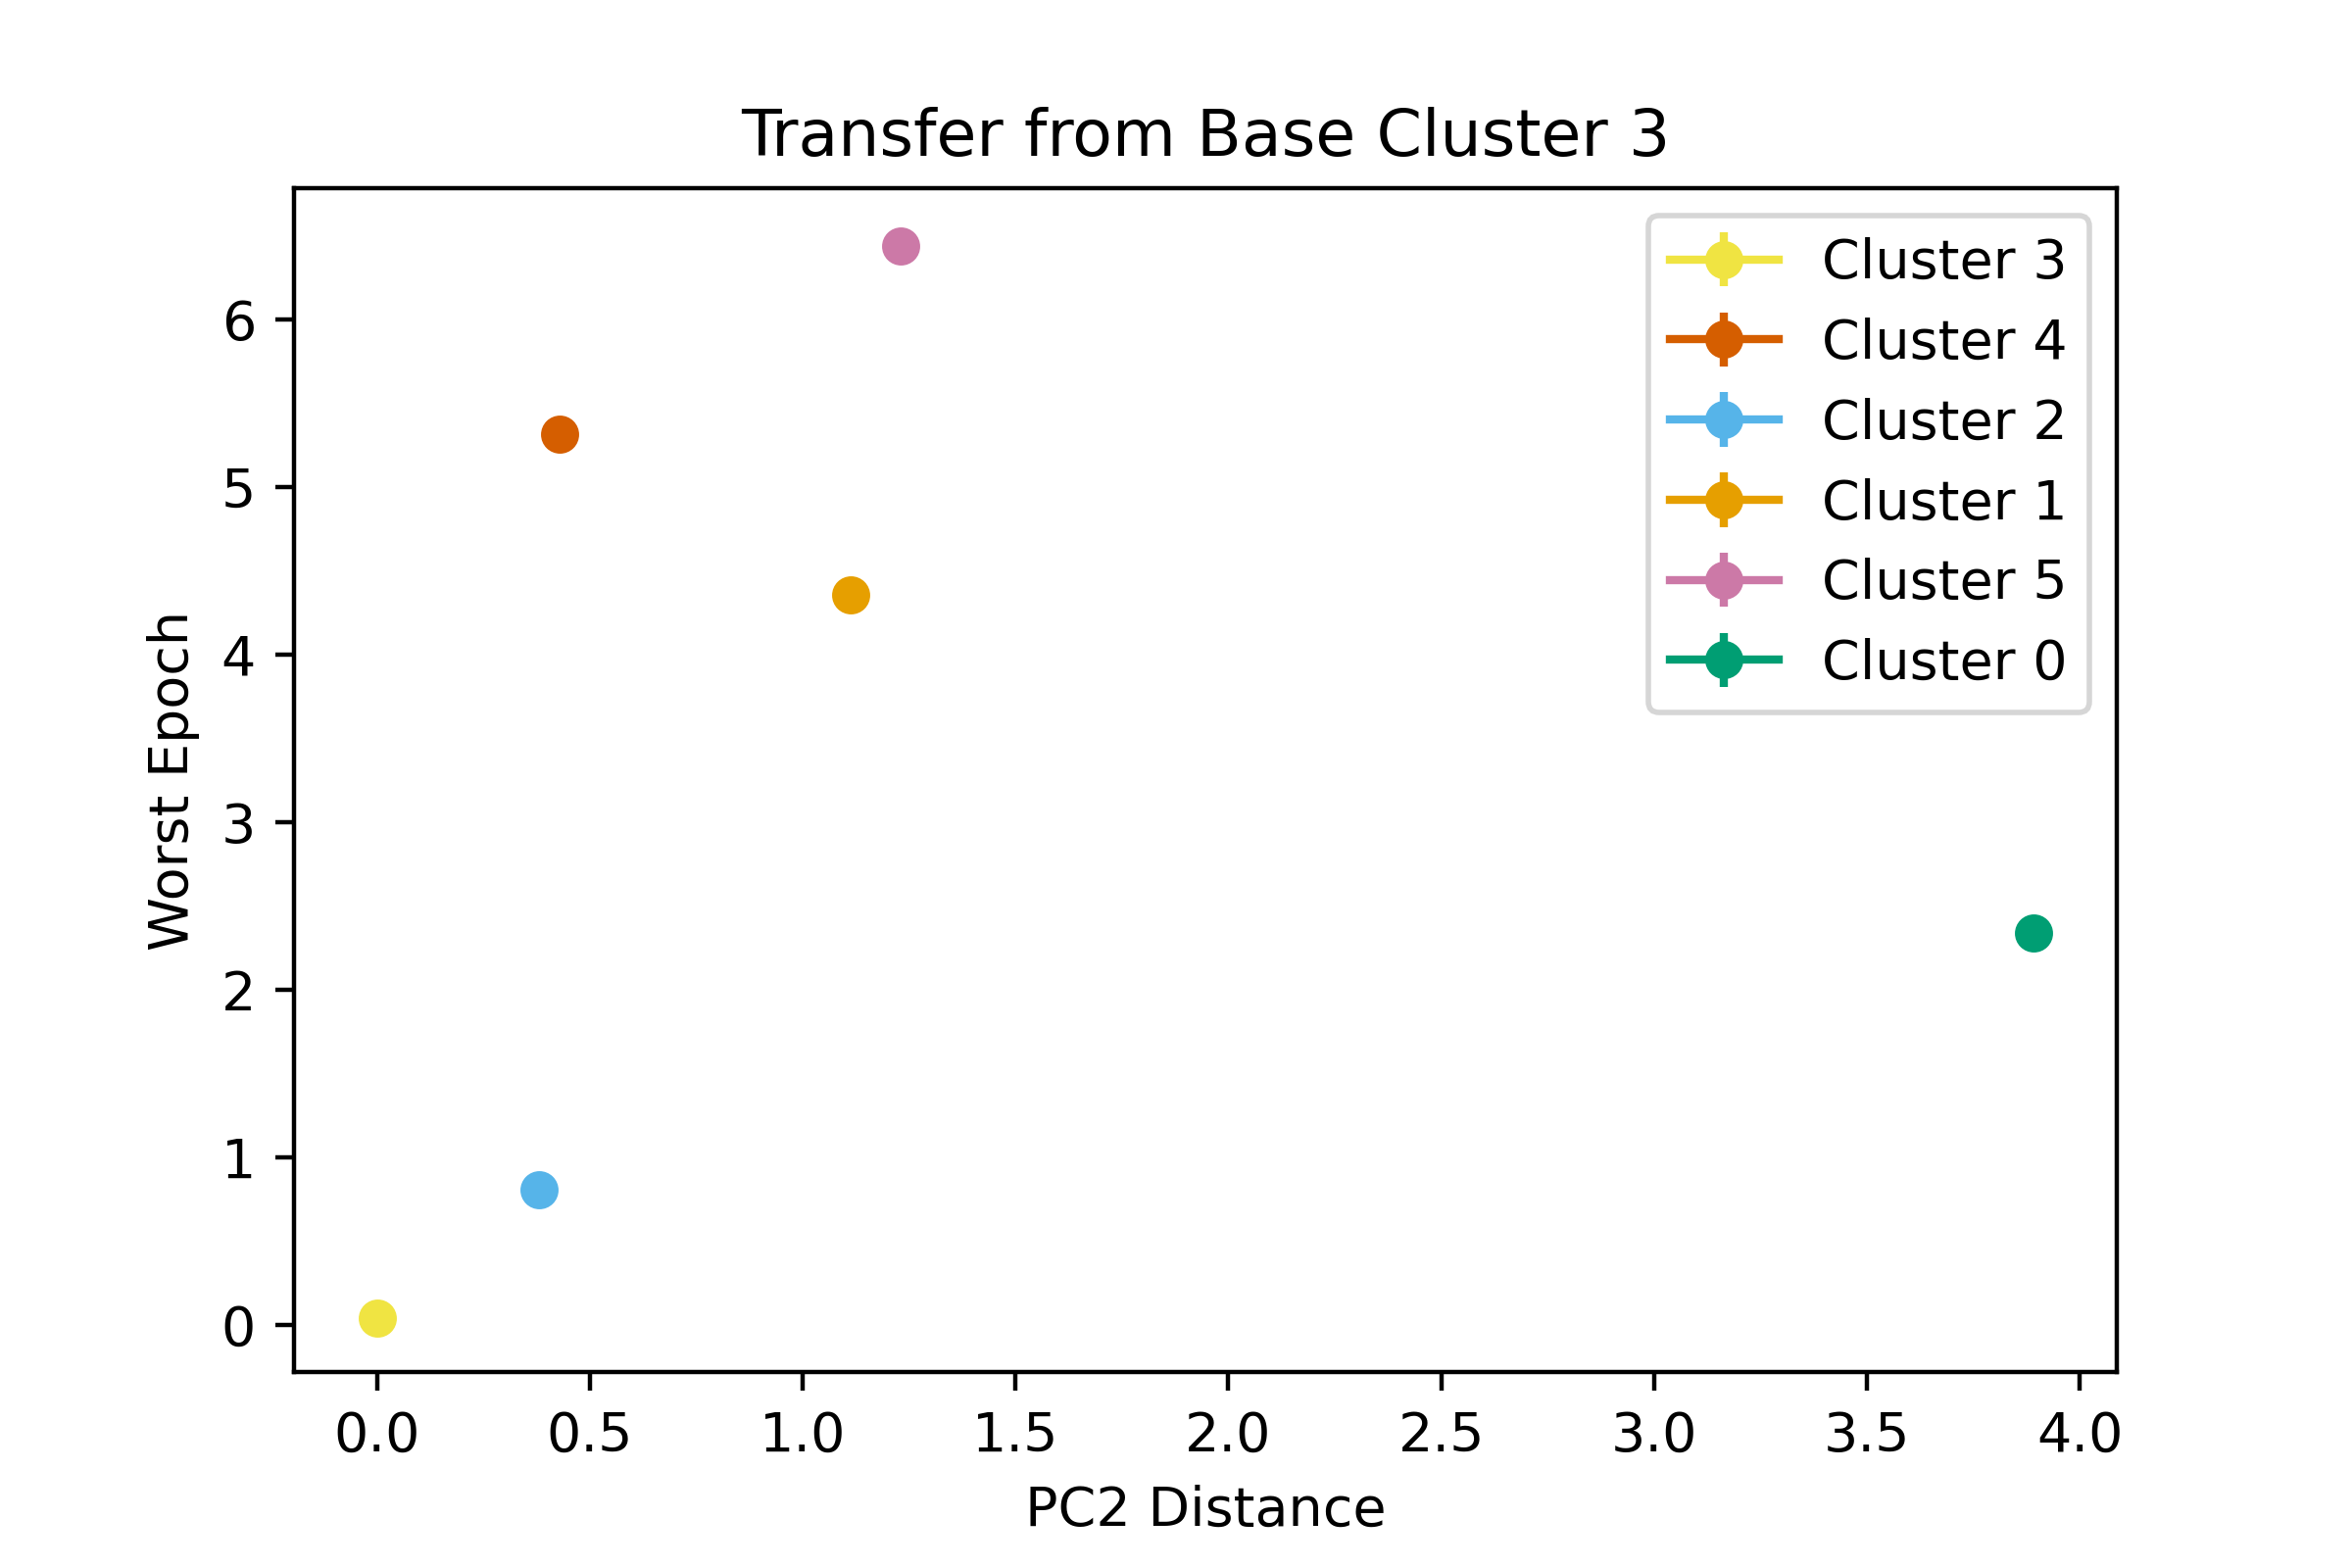 Transfer from Base Cluster 3
Cluster 3
Cluster 4
Cluster 2
Cluster 1
Cluster 5
Cluster 0
Worst Epoch
6
5
4
3
2
1
0
0.0 0.5 1.0 1.5 2.0 2.5 3.0 3.5 4.0
PC2 Distance